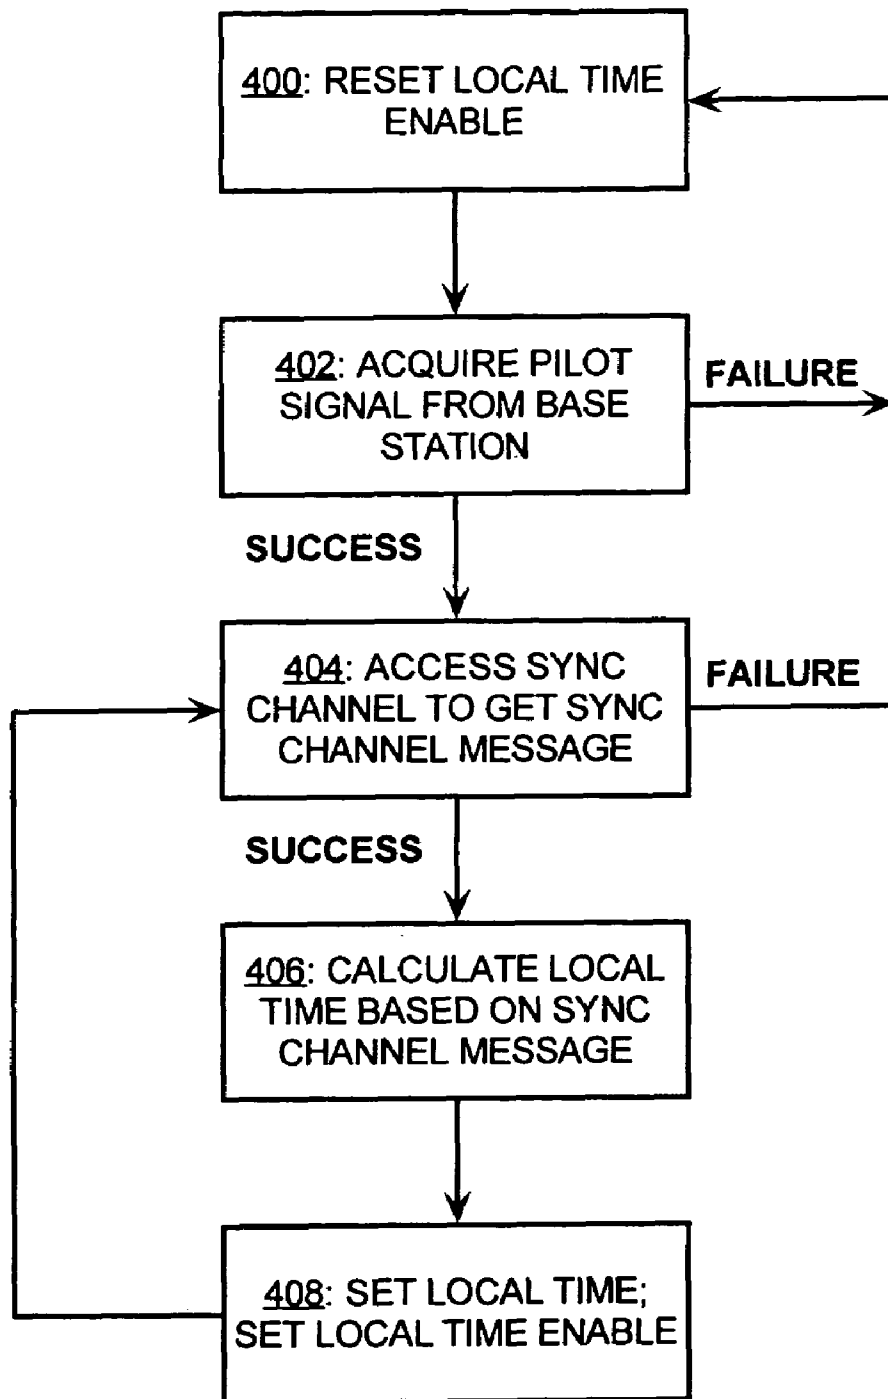 400: RESET LOCAL TIME
ENABLE
402: ACQUIRE PILOT
SIGNAL FROM BASE
STATION
FAILURE
SUCCESS
404: ACCESS SYNC
CHANNEL TO GET SYNC
CHANNEL MESSAGE
FAILURE
SUCCESS
406: CALCULATE LOCAL
TIME BASED ON SYNC
CHANNEL MESSAGE
408: SET LOCAL TIME;
SET LOCAL TIME ENABLE